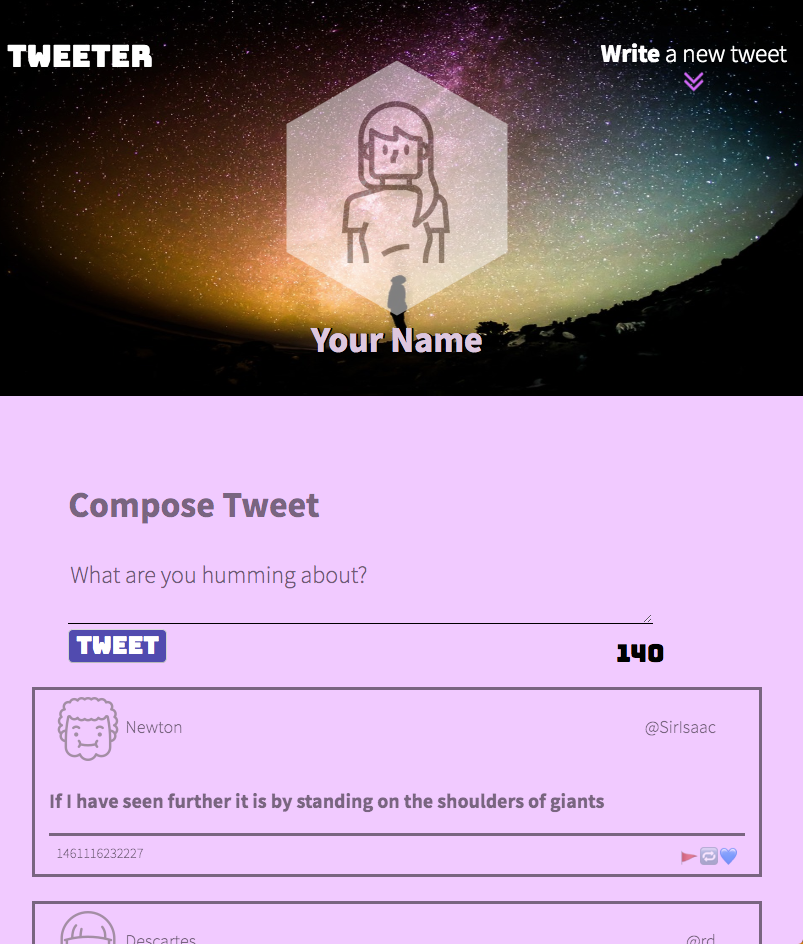 TWEETER
Write a new tweet
Your Name
Compose Tweet
What are you humming about?
TWEET
140
Newton
@SirIsaac
If I have seen further it is by standing on the shoulders of giants
1461116232227
Descartes
@rd